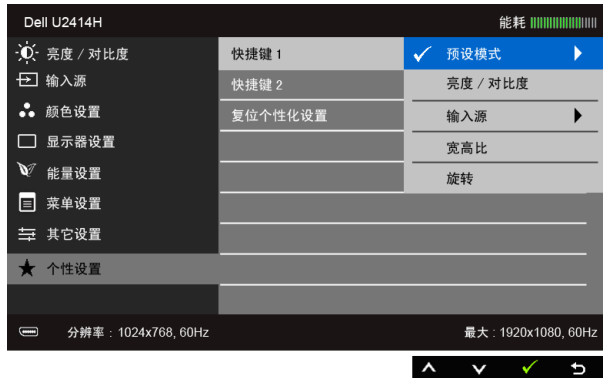 Dell U2414H
能耗
亮度 / 对比度
快捷键 1
预设模式
输入源
快捷键 2
亮度 / 对比度
颜色设置
复位个性化设置
输入源
显示器设置
宽高比
能量设置
旋转
菜单设置
其它设置
个性设置
分辨率 : 1024x768, 60Hz
最大 : 1920x1080, 60Hz